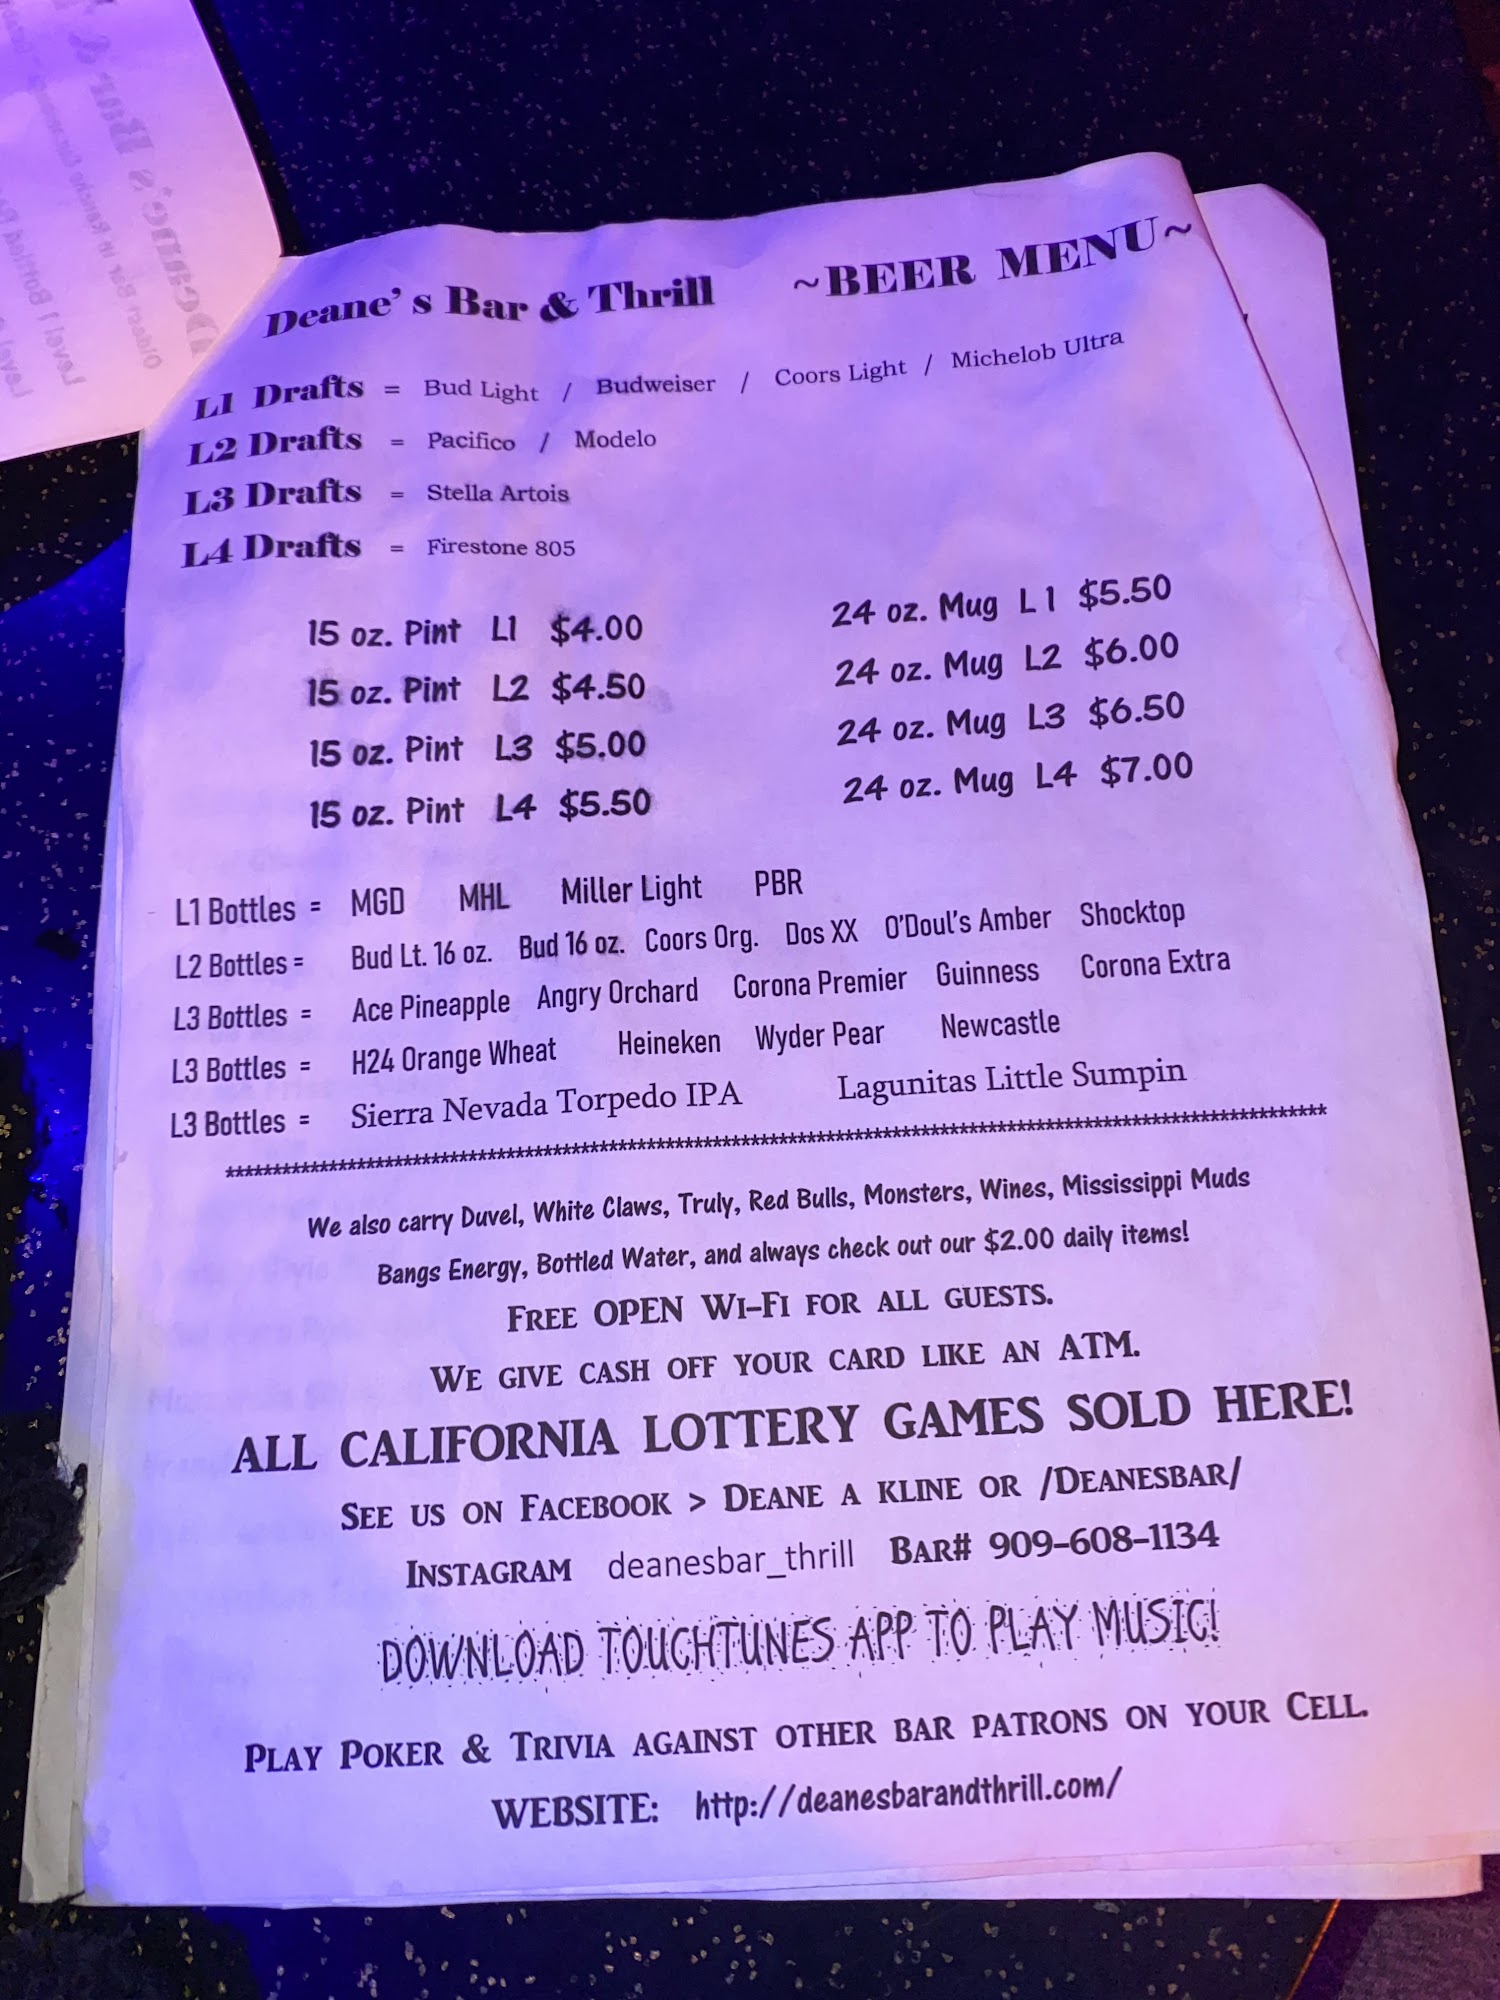 Deane's Bar & Thrill ~BEER MENU~
L1 Drafts = Bud Light / Budweiser / Coors Light / Michelob Ultra
L2 Drafts = Pacifico / Modelo
L3 Drafts = Stella Artois
L4 Drafts = Firestone 805
15 oz. Pint L1 $4.00 24 oz. Mug L1 $5.50
15 oz. Pint L2 $4.50 24 oz. Mug L2 $6.00
15 oz. Pint L3 $5.00 24 oz. Mug L3 $6.50
15 oz. Pint L4 $5.50 24 oz. Mug L4 $7.00
L1 Bottles = MGD MHL Miller Light PBR
L2 Bottles = Bud Lt. 16 oz. Bud 16 oz. Coors Org. Dos XX O'Doul's Amber Shocktop
L3 Bottles = Ace Pineapple Angry Orchard Corona Premier Guinness Corona Extra
L3 Bottles = H24 Orange Wheat Heineken Wyder Pear Newcastle
L3 Bottles = Sierra Nevada Torpedo IPA Lagunitas Little Sumpin
************************************************************
We also carry Duvel, White Claws, Truly, Red Bulls, Monsters, Wines, Mississippi Muds
Bangs Energy, Bottled Water, and always check out our $2.00 daily items!
FREE OPEN WI-FI FOR ALL GUESTS.
WE GIVE CASH OFF YOUR CARD LIKE AN ATM.
ALL CALIFORNIA LOTTERY GAMES SOLD HERE!
SEE US ON FACEBOOK > DEANE A KLINE OR /DEANESBAR/
INSTAGRAM deanesbar_thrill BAR# 909-608-1134
DOWNLOAD TOUCHTUNES APP TO PLAY MUSIC!
PLAY POKER & TRIVIA AGAINST OTHER BAR PATRONS ON YOUR CELL.
WEBSITE: http://deanesbarandthrill.com/